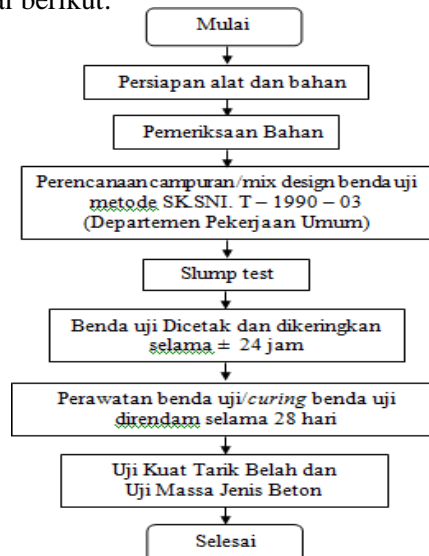 berikut:
Mulai
Persiapan alat dan bahan
Pemeriksaan Bahan
Perencanaan campuran/mix design benda uji
metode SK.SNI. T – 1990 – 03
(Departemen Pekerjaan Umum)
Slump test
Benda uji Dicetak dan dikeringkan
selama ± 24 jam
Perawatan benda uji/curing benda uji
direndam selama 28 hari
Uji Kuat Tarik Belah dan
Uji Massa Jenis Beton
Selesai